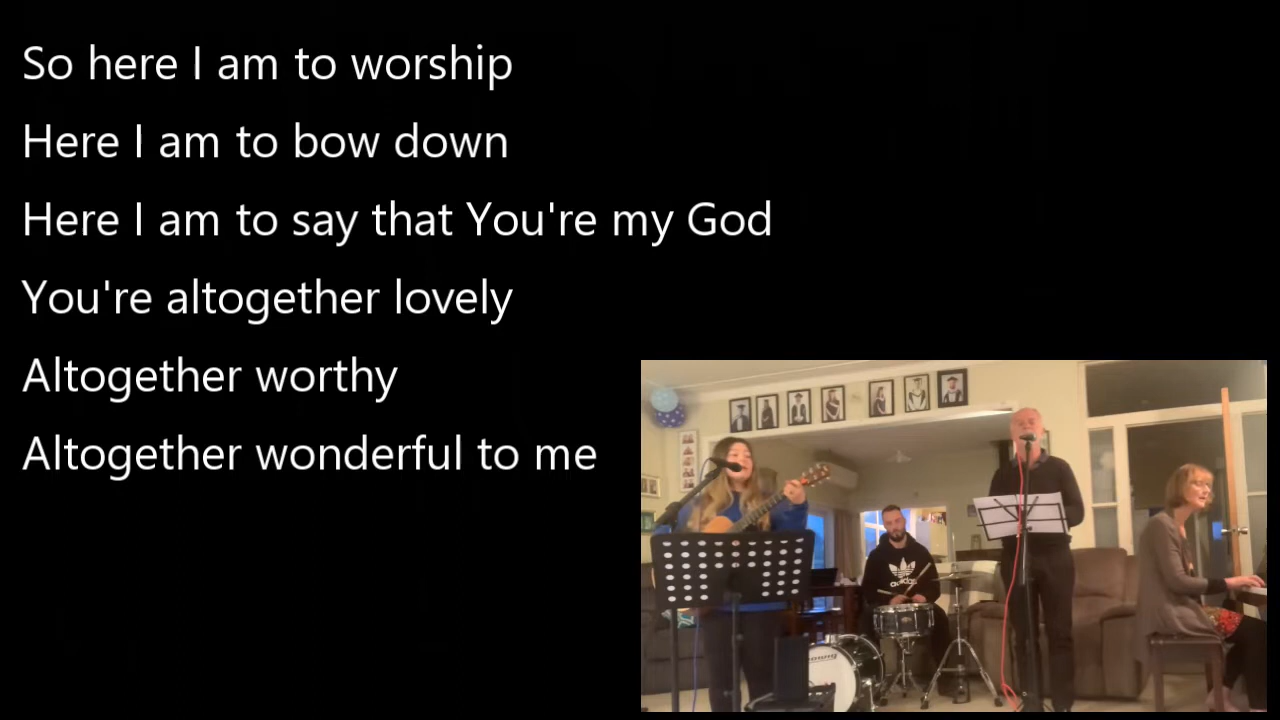 So here I am to worship
Here I am to bow down
Here I am to say that You're my God
You're altogether lovely
Altogether worthy
Altogether wonderful to me
adidas